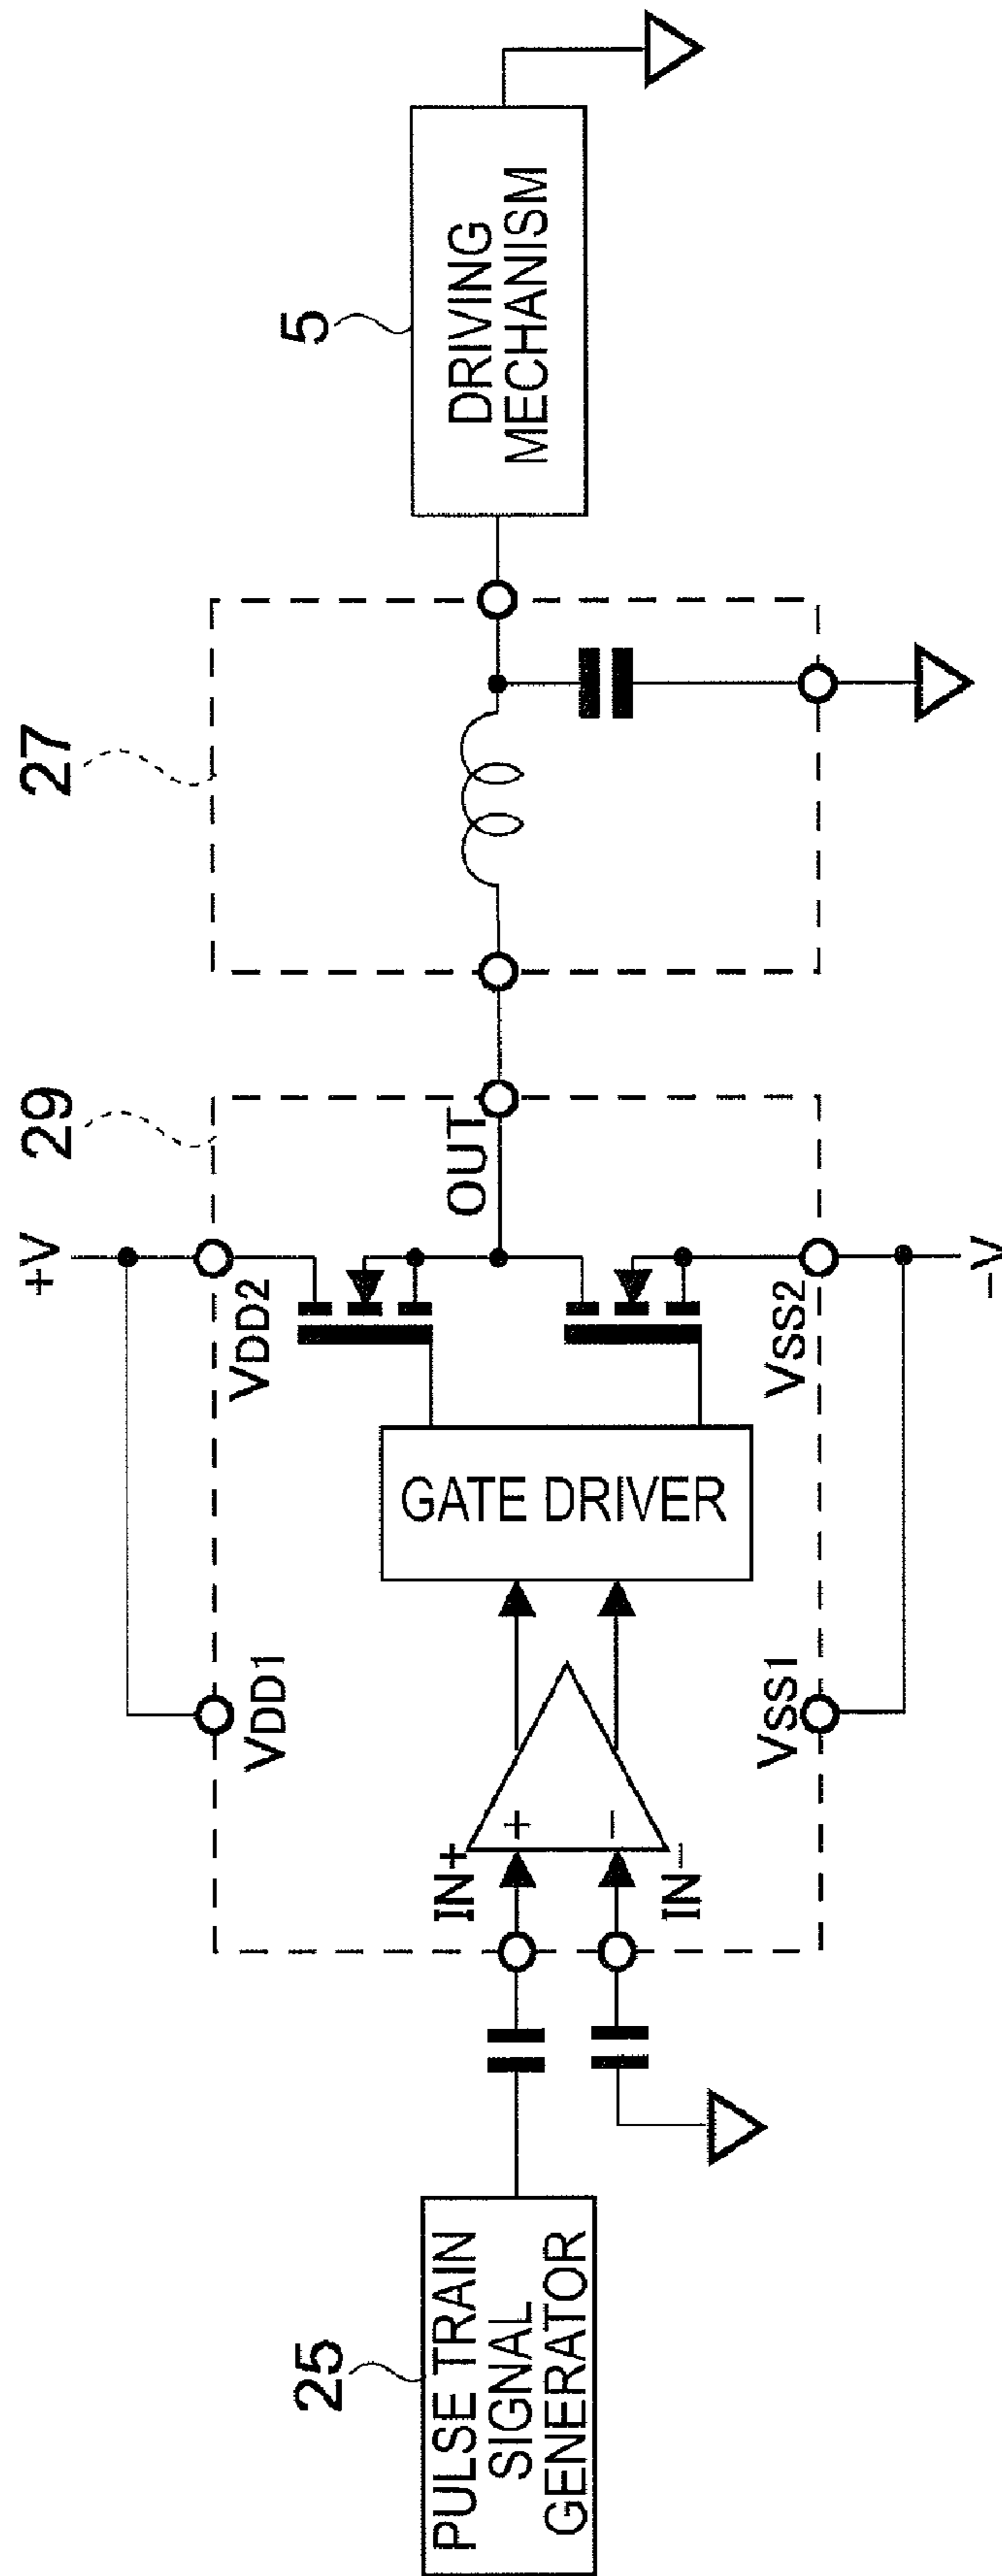 25
PULSE TRAIN
SIGNAL
GENERATOR
IN+
IN-
+
-
VDD1
VSS1
GATE DRIVER
+V
VDD2
VSS2
-V
OUT
29
27
5
DRIVING
MECHANISM